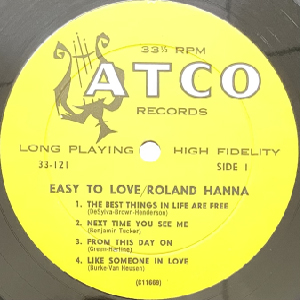 33⅓ RPM
ATCO
RECORDS
LONG PLAYING HIGH FIDELITY
33-121 SIDE 1
EASY TO LOVE/ROLAND HANNA
1. THE BEST THINGS IN LIFE ARE FREE
(DeSylva-Brown-Henderson)
2. NEXT TIME YOU SEE ME
(Benjamin Tucker)
3. FROM THIS DAY ON
(Green-Hartline)
4. LIKE SOMEONE IN LOVE
(Burke-Van Heusen)
(C11669)